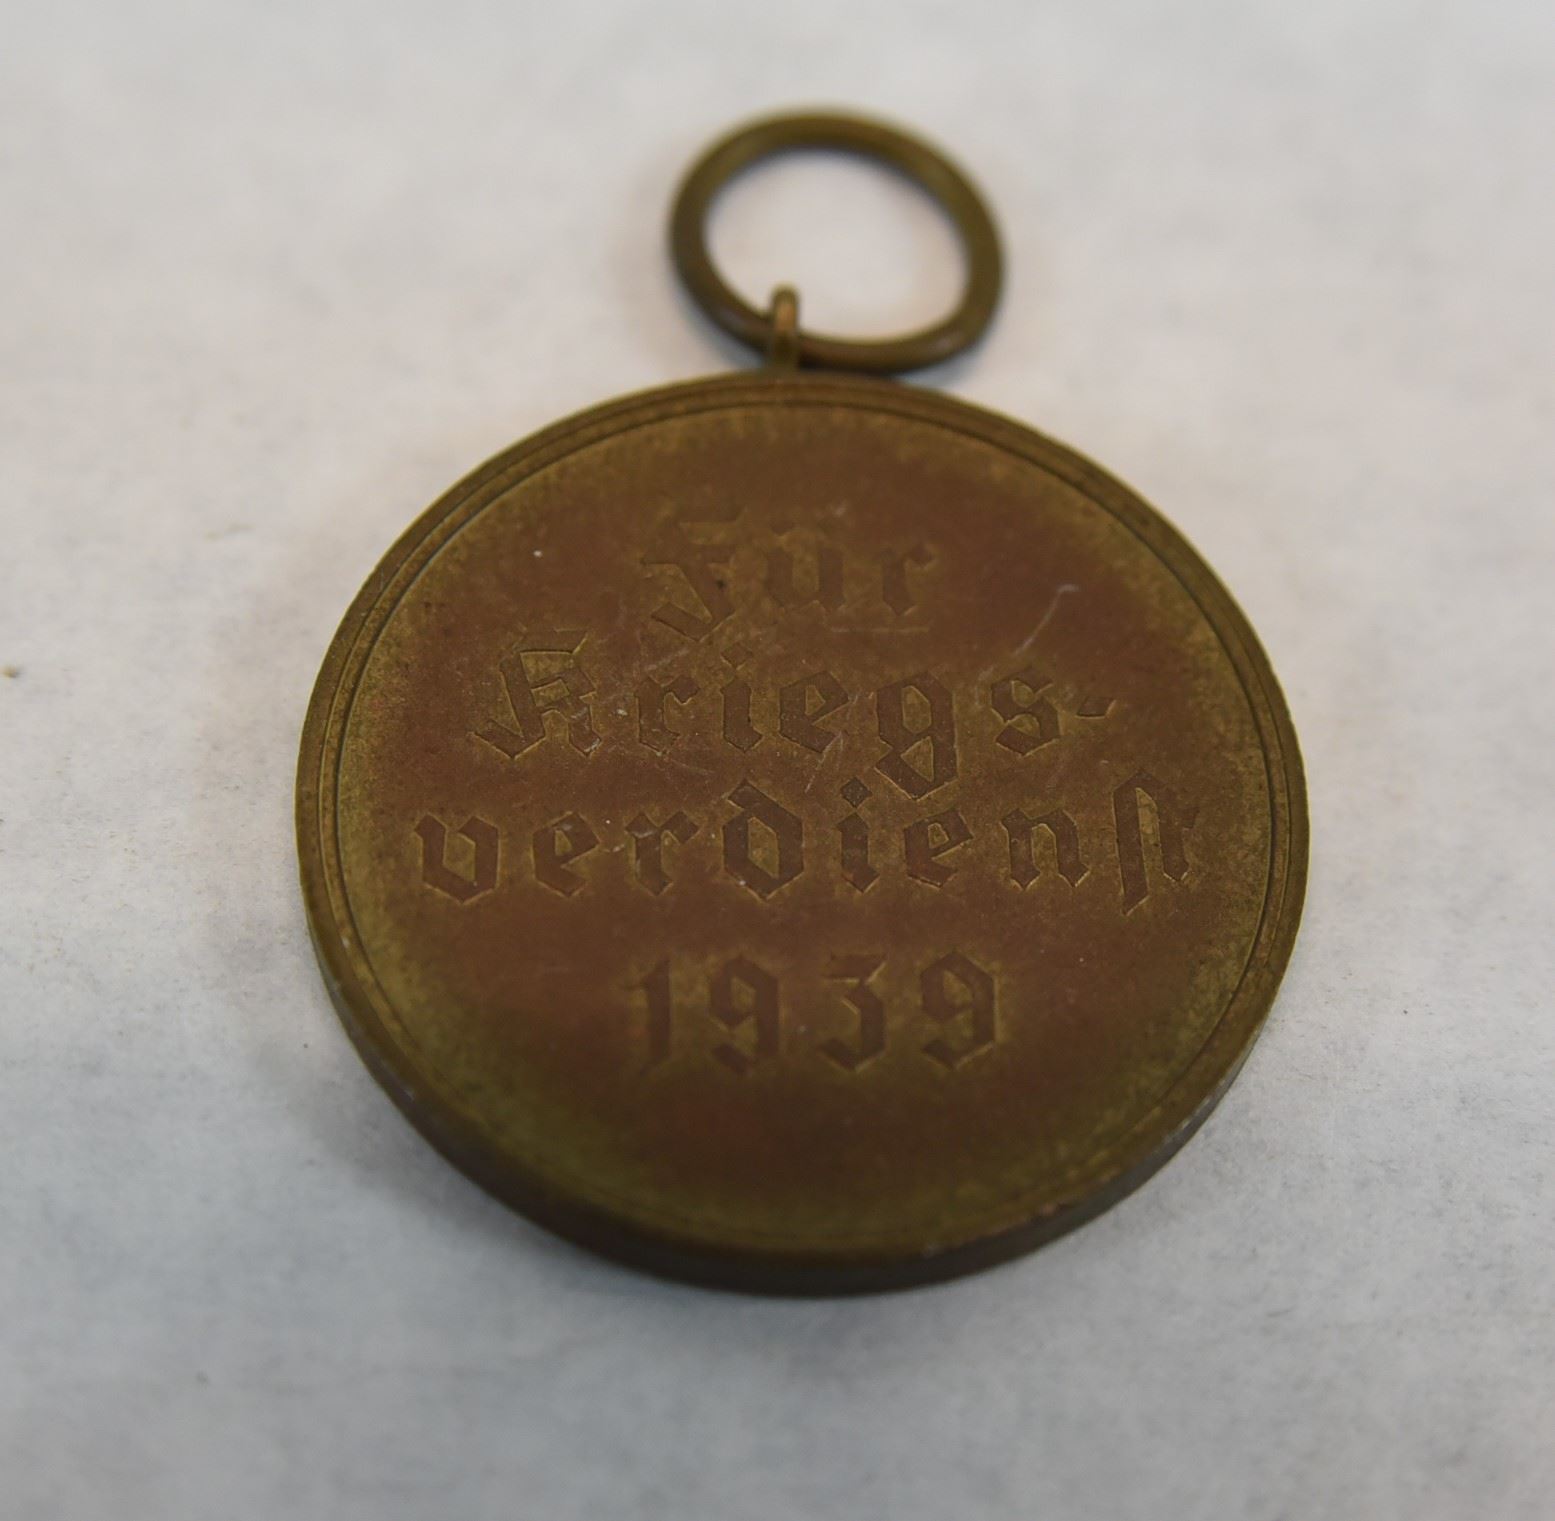 Für
Kriegs-
verdienst
1939